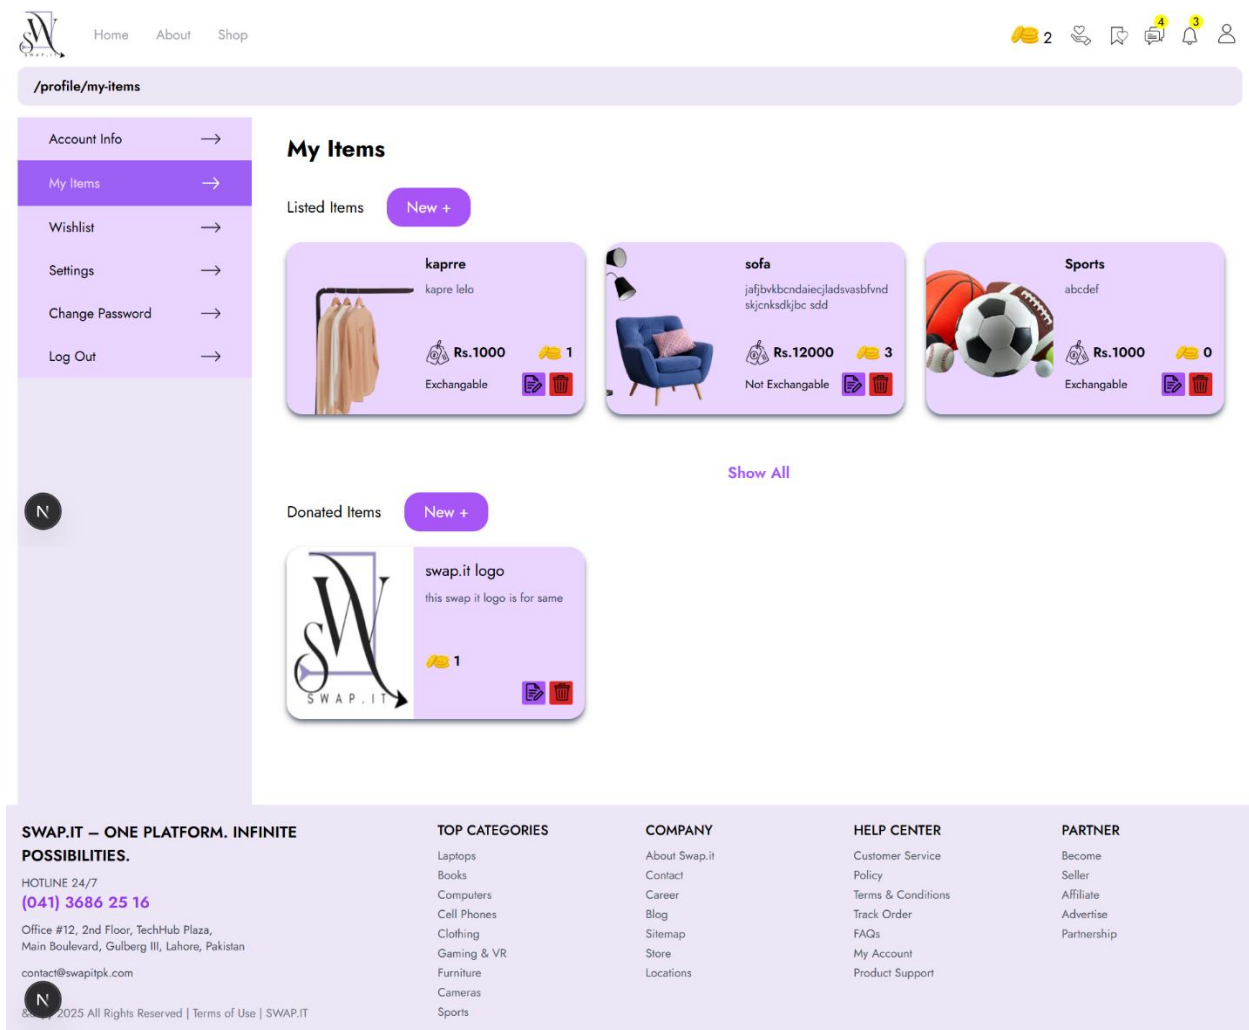 SWAP.IT
Home About Shop
2
4
3
/profile/my-items
Account Info
My Items
Wishlist
Settings
Change Password
Log Out
My Items
Listed Items New +
kaprre
kapre lelo
Rs.1000 1
Exchangable
sofa
jafjbvkbcndaiecjladsvasbfvnd
skjcnksdkjbc sdd
Rs.12000 3
Not Exchangable
Sports
abcdef
Rs.1000 0
Exchangable
Show All
Donated Items New +
SWAP.IT
swap.it logo
this swap it logo is for same
1
N
SWAP.IT – ONE PLATFORM. INFINITE
POSSIBILITIES.
HOTLINE 24/7
(041) 3686 25 16
Office #12, 2nd Floor, TechHub Plaza,
Main Boulevard, Gulberg III, Lahore, Pakistan
contact@swapitpk.com
N
2025 All Rights Reserved | Terms of Use | SWAP.IT
TOP CATEGORIES
Laptops
Books
Computers
Cell Phones
Clothing
Gaming & VR
Furniture
Cameras
Sports
COMPANY
About Swap.it
Contact
Career
Blog
Sitemap
Store
Locations
HELP CENTER
Customer Service
Policy
Terms & Conditions
Track Order
FAQs
My Account
Product Support
PARTNER
Become
Seller
Affiliate
Advertise
Partnership